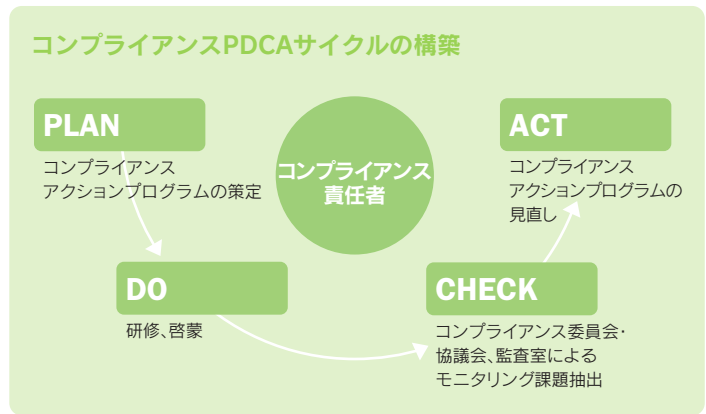 コンプライアンスPDCAサイクルの構築
PLAN
コンプライアンス
アクションプログラムの策定
コンプライアンス
責任者
ACT
コンプライアンス
アクションプログラムの
見直し
DO
研修、啓蒙
CHECK
コンプライアンス委員会・
協議会、監査室による
モニタリング課題抽出